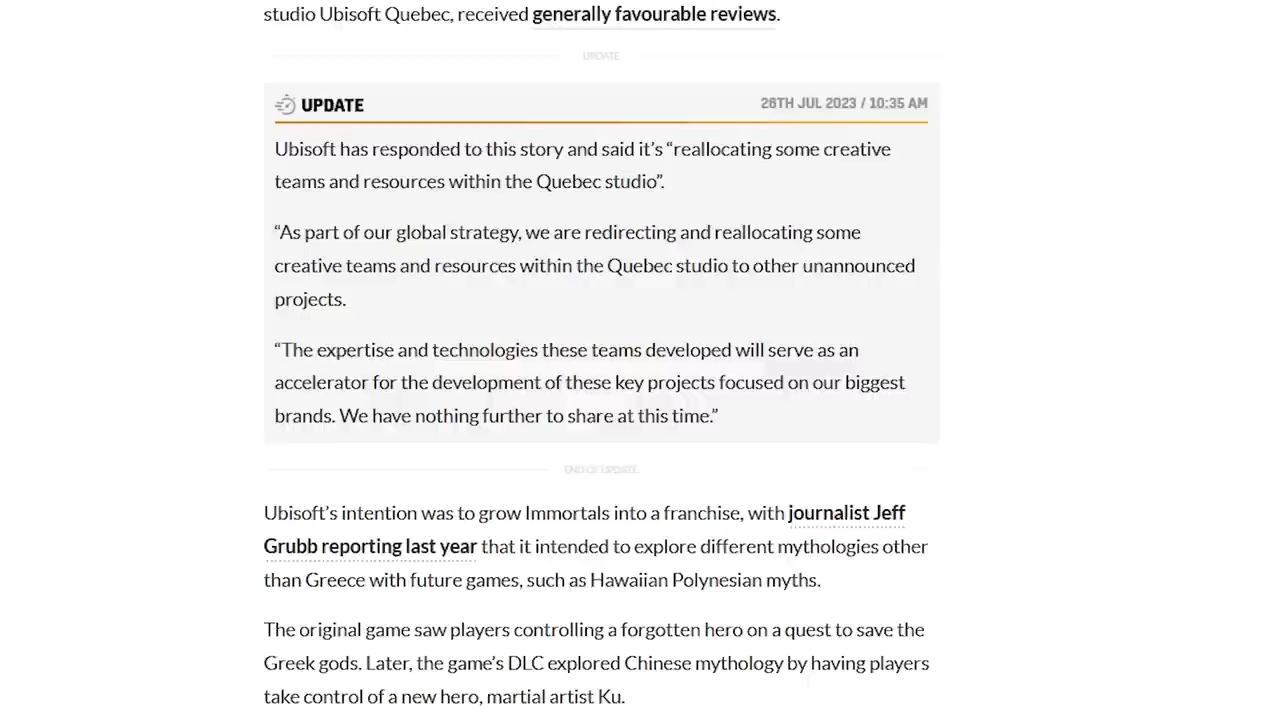 studio Ubisoft Quebec, received generally favourable reviews.
UPDATE
UPDATE
26TH JUL 2023 / 10:35 AM
Ubisoft has responded to this story and said it’s “reallocating some creative
teams and resources within the Quebec studio”.
“As part of our global strategy, we are redirecting and reallocating some
creative teams and resources within the Quebec studio to other unannounced
projects.
“The expertise and technologies these teams developed will serve as an
accelerator for the development of these key projects focused on our biggest
brands. We have nothing further to share at this time.”
END OF UPDATE
Ubisoft’s intention was to grow Immortals into a franchise, with journalist Jeff
Grubb reporting last year that it intended to explore different mythologies other
than Greece with future games, such as Hawaiian Polynesian myths.
The original game saw players controlling a forgotten hero on a quest to save the
Greek gods. Later, the game’s DLC explored Chinese mythology by having players
take control of a new hero, martial artist Ku.